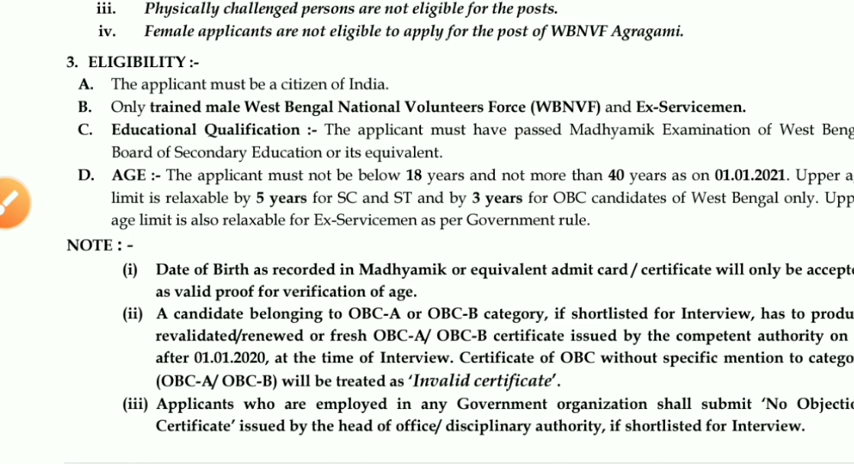 iii. Physically challenged persons are not eligible for the posts.
iv. Female applicants are not eligible to apply for the post of WBNVF Agragami.
3. ELIGIBILITY :-
A. The applicant must be a citizen of India.
B. Only trained male West Bengal National Volunteers Force (WBNVF) and Ex-Servicemen.
C. Educational Qualification :- The applicant must have passed Madhyamik Examination of West Beng
Board of Secondary Education or its equivalent.
D. AGE :- The applicant must not be below 18 years and not more than 40 years as on 01.01.2021. Upper a
limit is relaxable by 5 years for SC and ST and by 3 years for OBC candidates of West Bengal only. Upp
age limit is also relaxable for Ex-Servicemen as per Government rule.
NOTE : -
(i) Date of Birth as recorded in Madhyamik or equivalent admit card / certificate will only be accept
as valid proof for verification of age.
(ii) A candidate belonging to OBC-A or OBC-B category, if shortlisted for Interview, has to produ
revalidated/renewed or fresh OBC-A/ OBC-B certificate issued by the competent authority on
after 01.01.2020, at the time of Interview. Certificate of OBC without specific mention to catego
(OBC-A/ OBC-B) will be treated as ‘Invalid certificate’.
(iii) Applicants who are employed in any Government organization shall submit ‘No Objecti
Certificate’ issued by the head of office/ disciplinary authority, if shortlisted for Interview.